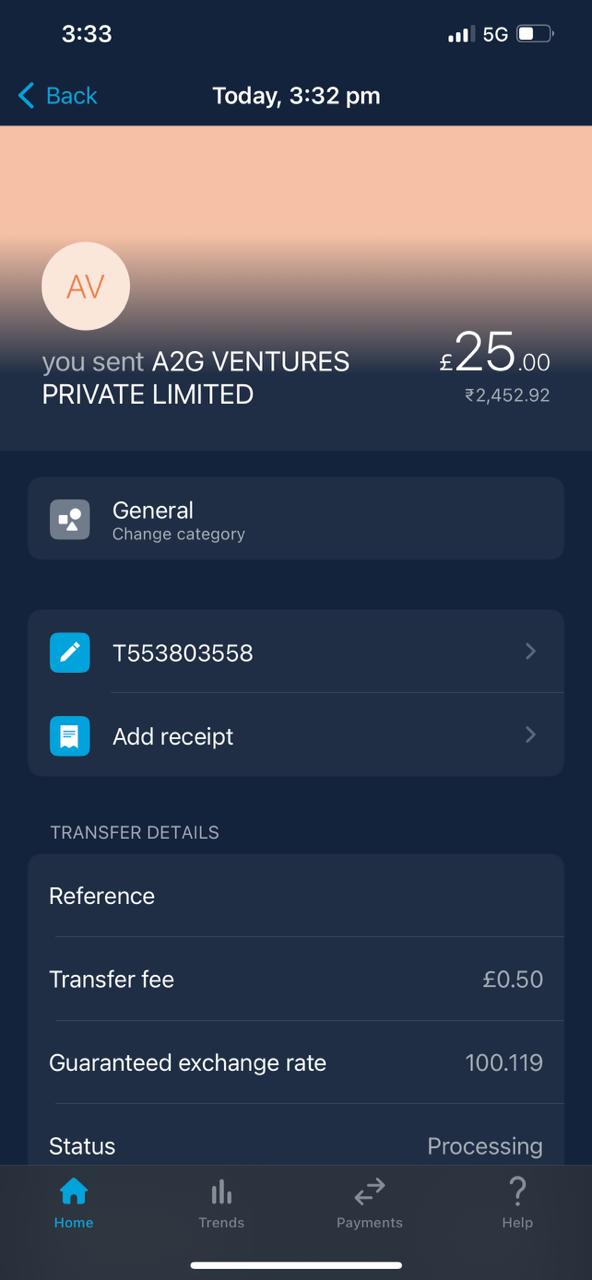 3:33
5G
Back
Today, 3:32 pm
AV
you sent A2G VENTURES
PRIVATE LIMITED
£25.00
₹2,452.92
General
Change category
T553803558
Add receipt
TRANSFER DETAILS
Reference
Transfer fee £0.50
Guaranteed exchange rate 100.119
Status Processing
Home Trends Payments Help